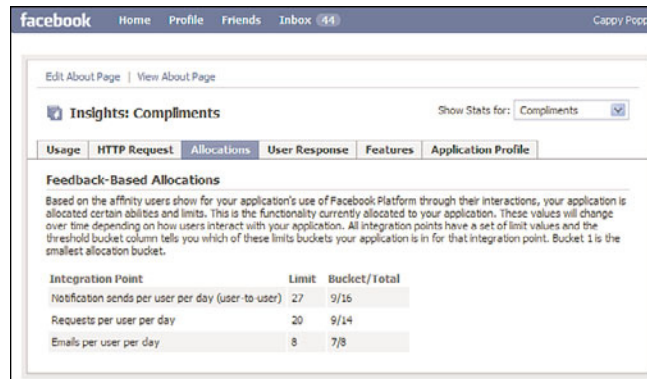 facebook Home Profile Friends Inbox 44 Cappy Popp
Edit About Page | View About Page
Insights: Compliments Show Stats for: Compliments
Usage HTTP Request Allocations User Response Features Application Profile
Feedback-Based Allocations
Based on the affinity users show for your application's use of Facebook Platform through their interactions, your application is
allocated certain abilities and limits. This is the functionality currently allocated to your application. These values will change
over time depending on how users interact with your application. All integration points have a set of limit values and the
threshold bucket column tells you which of these limits buckets your application is in for that integration point. Bucket 1 is the
smallest allocation bucket.
Integration Point Limit Bucket/Total
Notification sends per user per day (user-to-user) 27 9/16
Requests per user per day 20 9/14
Emails per user per day 8 7/8